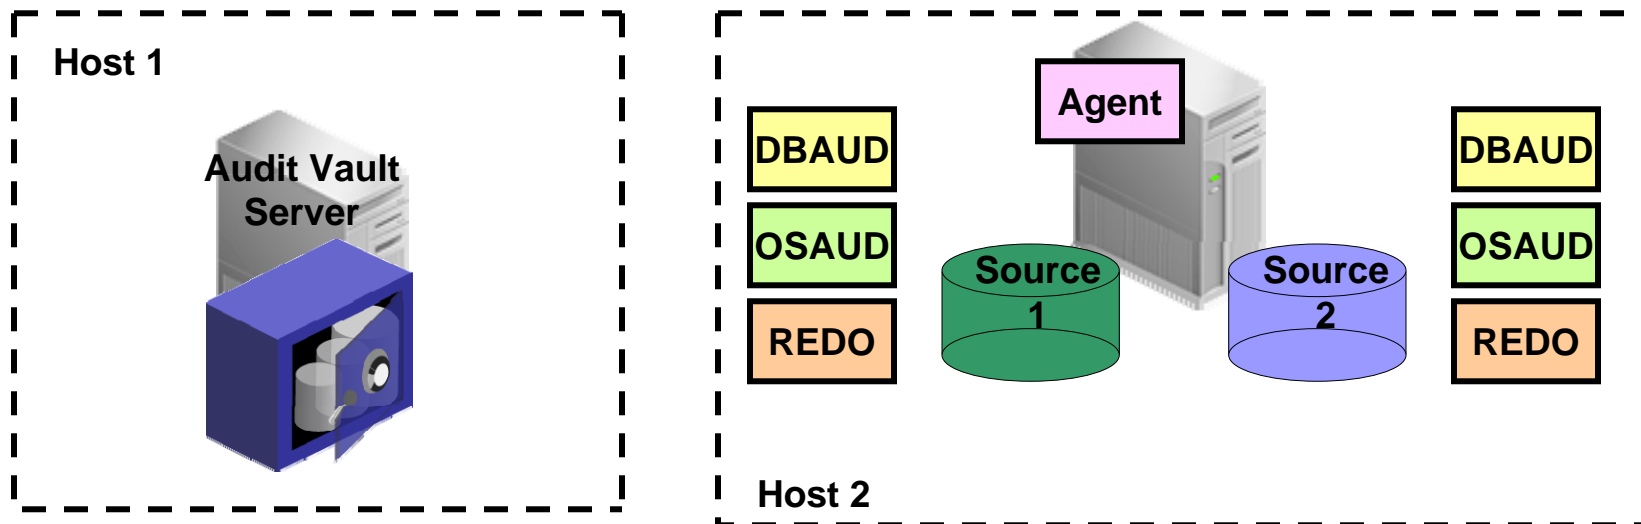 Host 1
Audit Vault
Server
Agent
DBAUD
OSAUD
REDO
Source
1
Source
2
DBAUD
OSAUD
REDO
Host 2